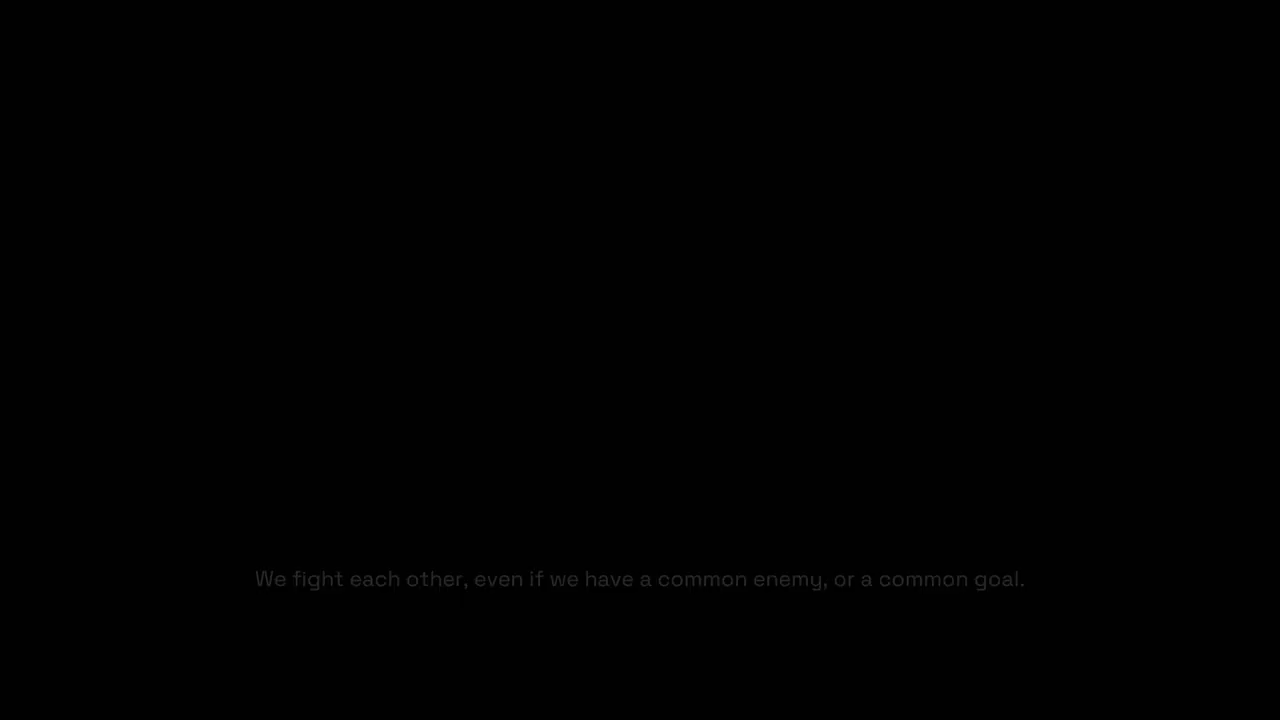 We fight each other, even if we have a common enemy, or a common goal.